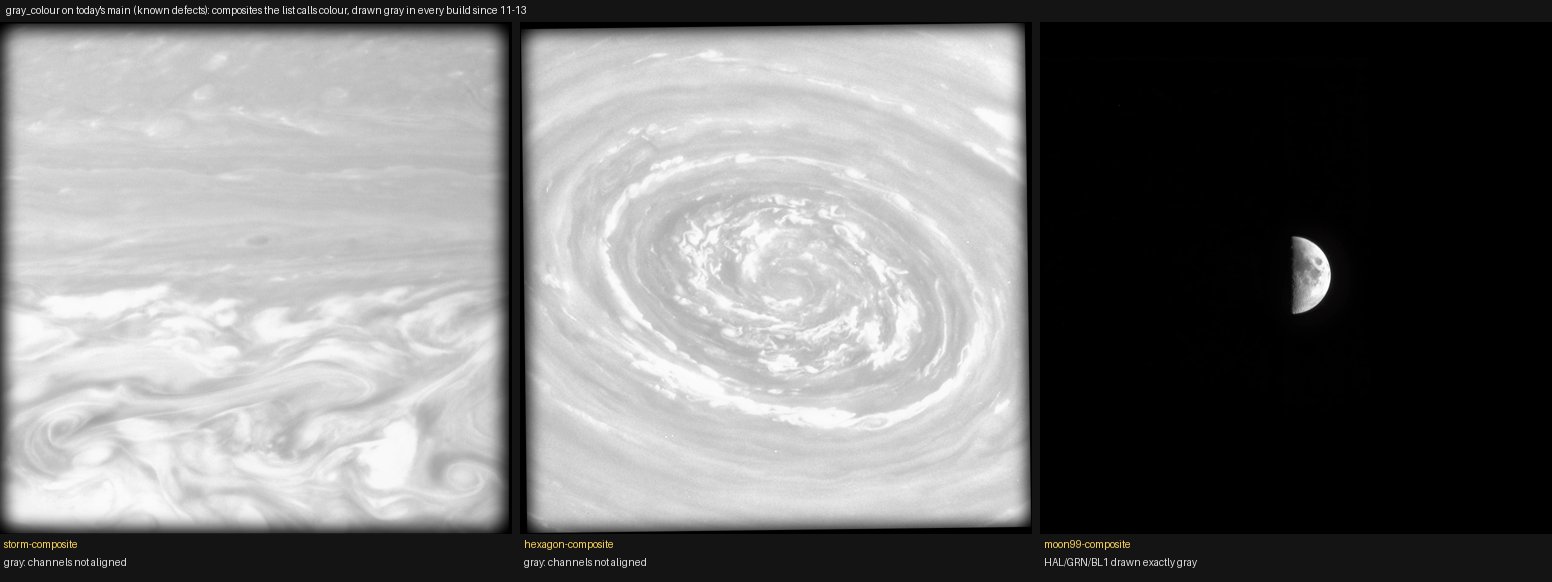 gray_colour on today's main (known defects): composites the list calls colour, drawn gray in every build since 11-13
storm-composite
hexagon-composite
moon99-composite
gray: channels not aligned
gray: channels not aligned
HAL/GRN/BL1 drawn exactly gray